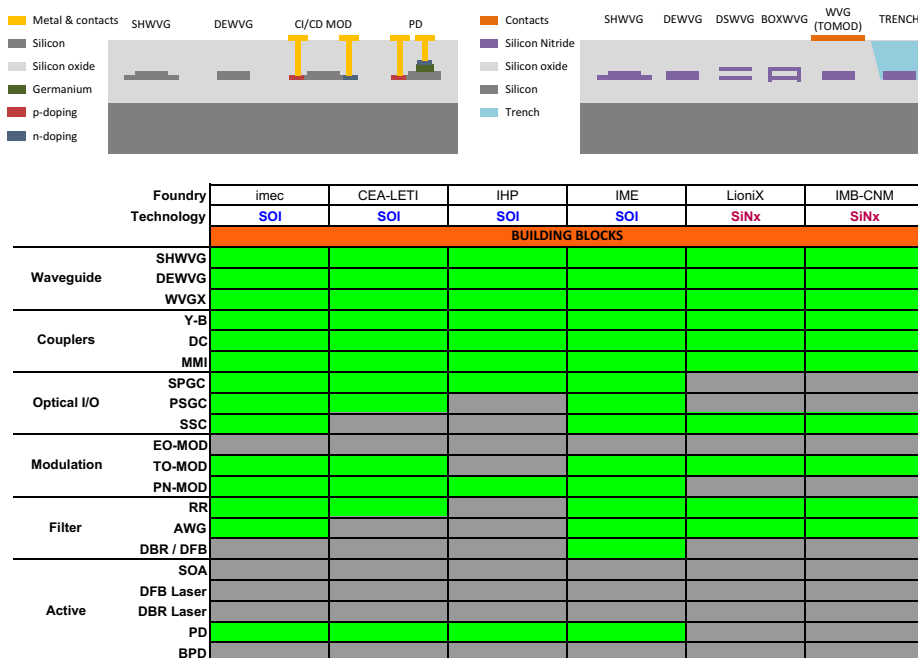 Metal & contacts
Silicon
Silicon oxide
Germanium
p-doping
n-doping
SHWVG DEWVG CI/CD MOD PD
Contacts
Silicon Nitride
Silicon oxide
Silicon
Trench
SHWVG DEWVG DSWVG BOXWVG WVG (TOMOD) TRENCH
Foundry imec CEA-LETI IHP IME LioniX IMB-CNM
Technology SOI SOI SOI SOI SiNx SiNx
BUILDING BLOCKS
SHWVG
Waveguide DEWVG
WVGX
Y-B
Couplers DC
MMI
SPGC
Optical I/O PSGC
SSC
EO-MOD
Modulation TO-MOD
PN-MOD
RR
Filter AWG
DBR / DFB
SOA
DFB Laser
Active DBR Laser
PD
BPD